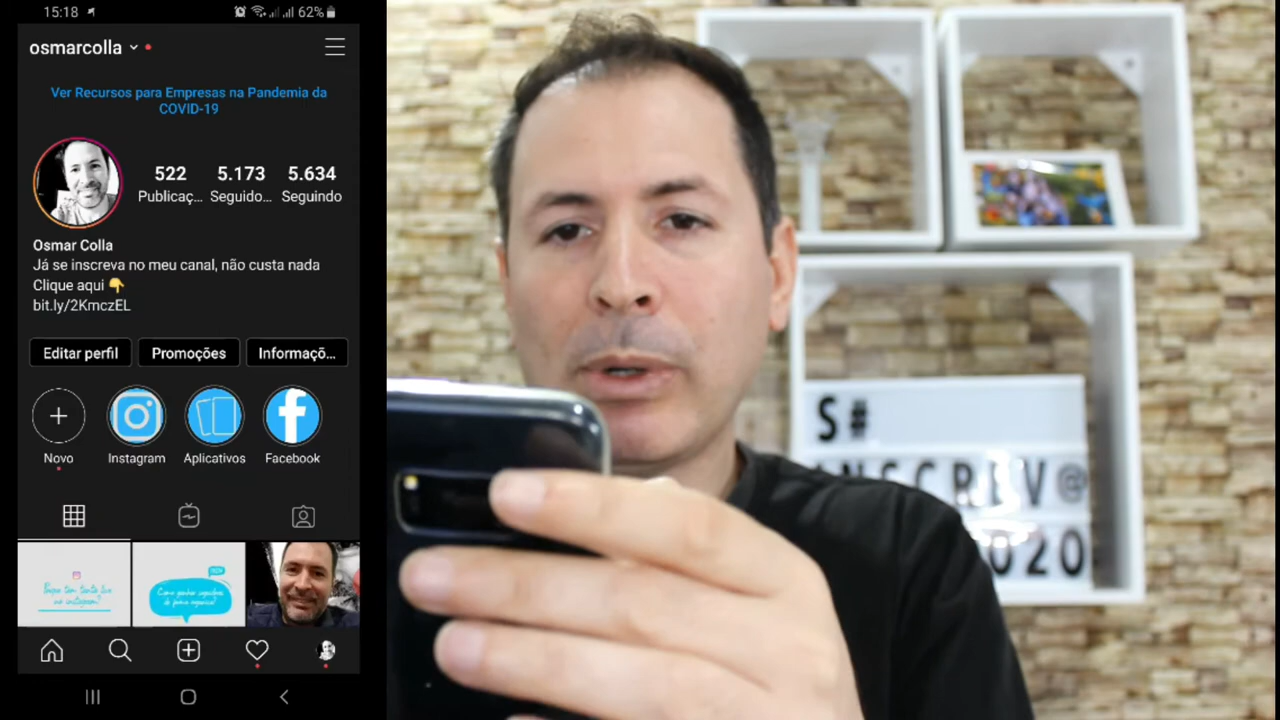 15:18
62%
osmarcolla
Ver Recursos para Empresas na Pandemia da
COVID-19
522
5.173
5.634
Publicaç...
Seguido...
Seguindo
Osmar Colla
Já se inscreva no meu canal, não custa nada
Clique aqui 👇
bit.ly/2KmczEL
Editar perfil
Promoções
Informaçõ...
Novo
Instagram
Aplicativos
Facebook
S#
INSCREV@
2020